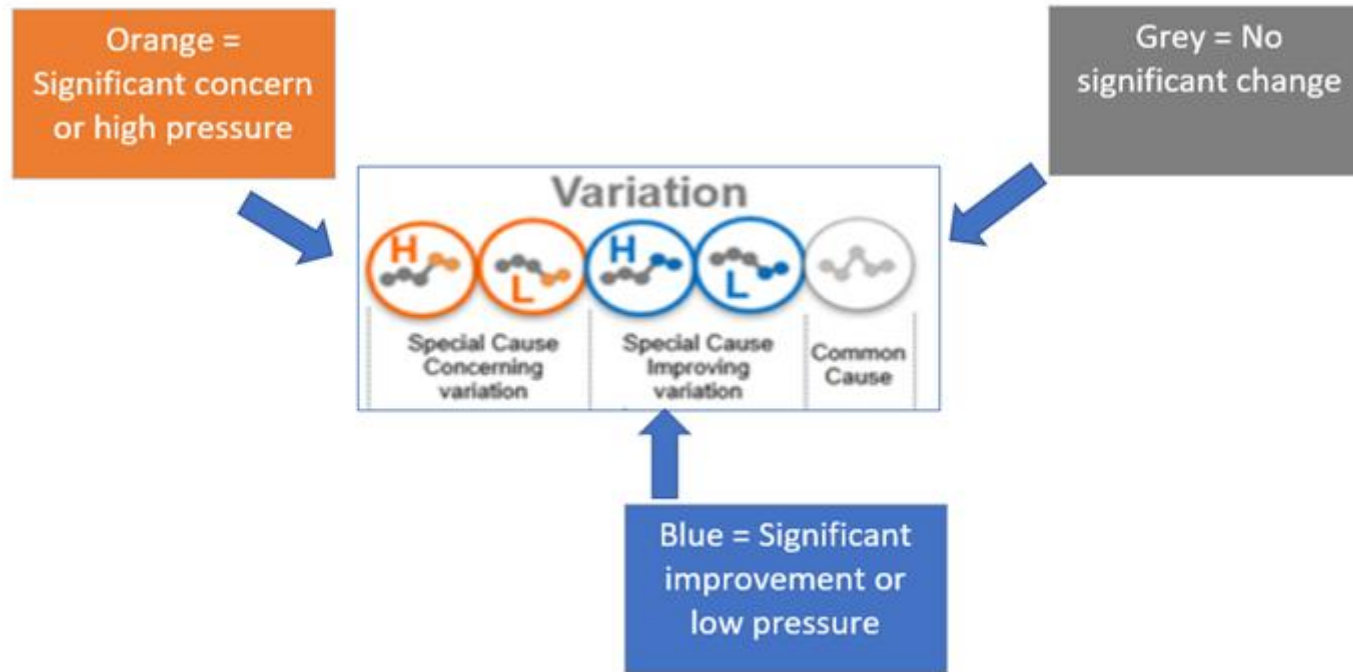 Orange =
Significant concern
or high pressure
Grey = No
significant change
Variation
H
L
H
L
Special Cause
Concerning
variation
Special Cause
Improving
variation
Common
Cause
Blue = Significant
improvement or
low pressure